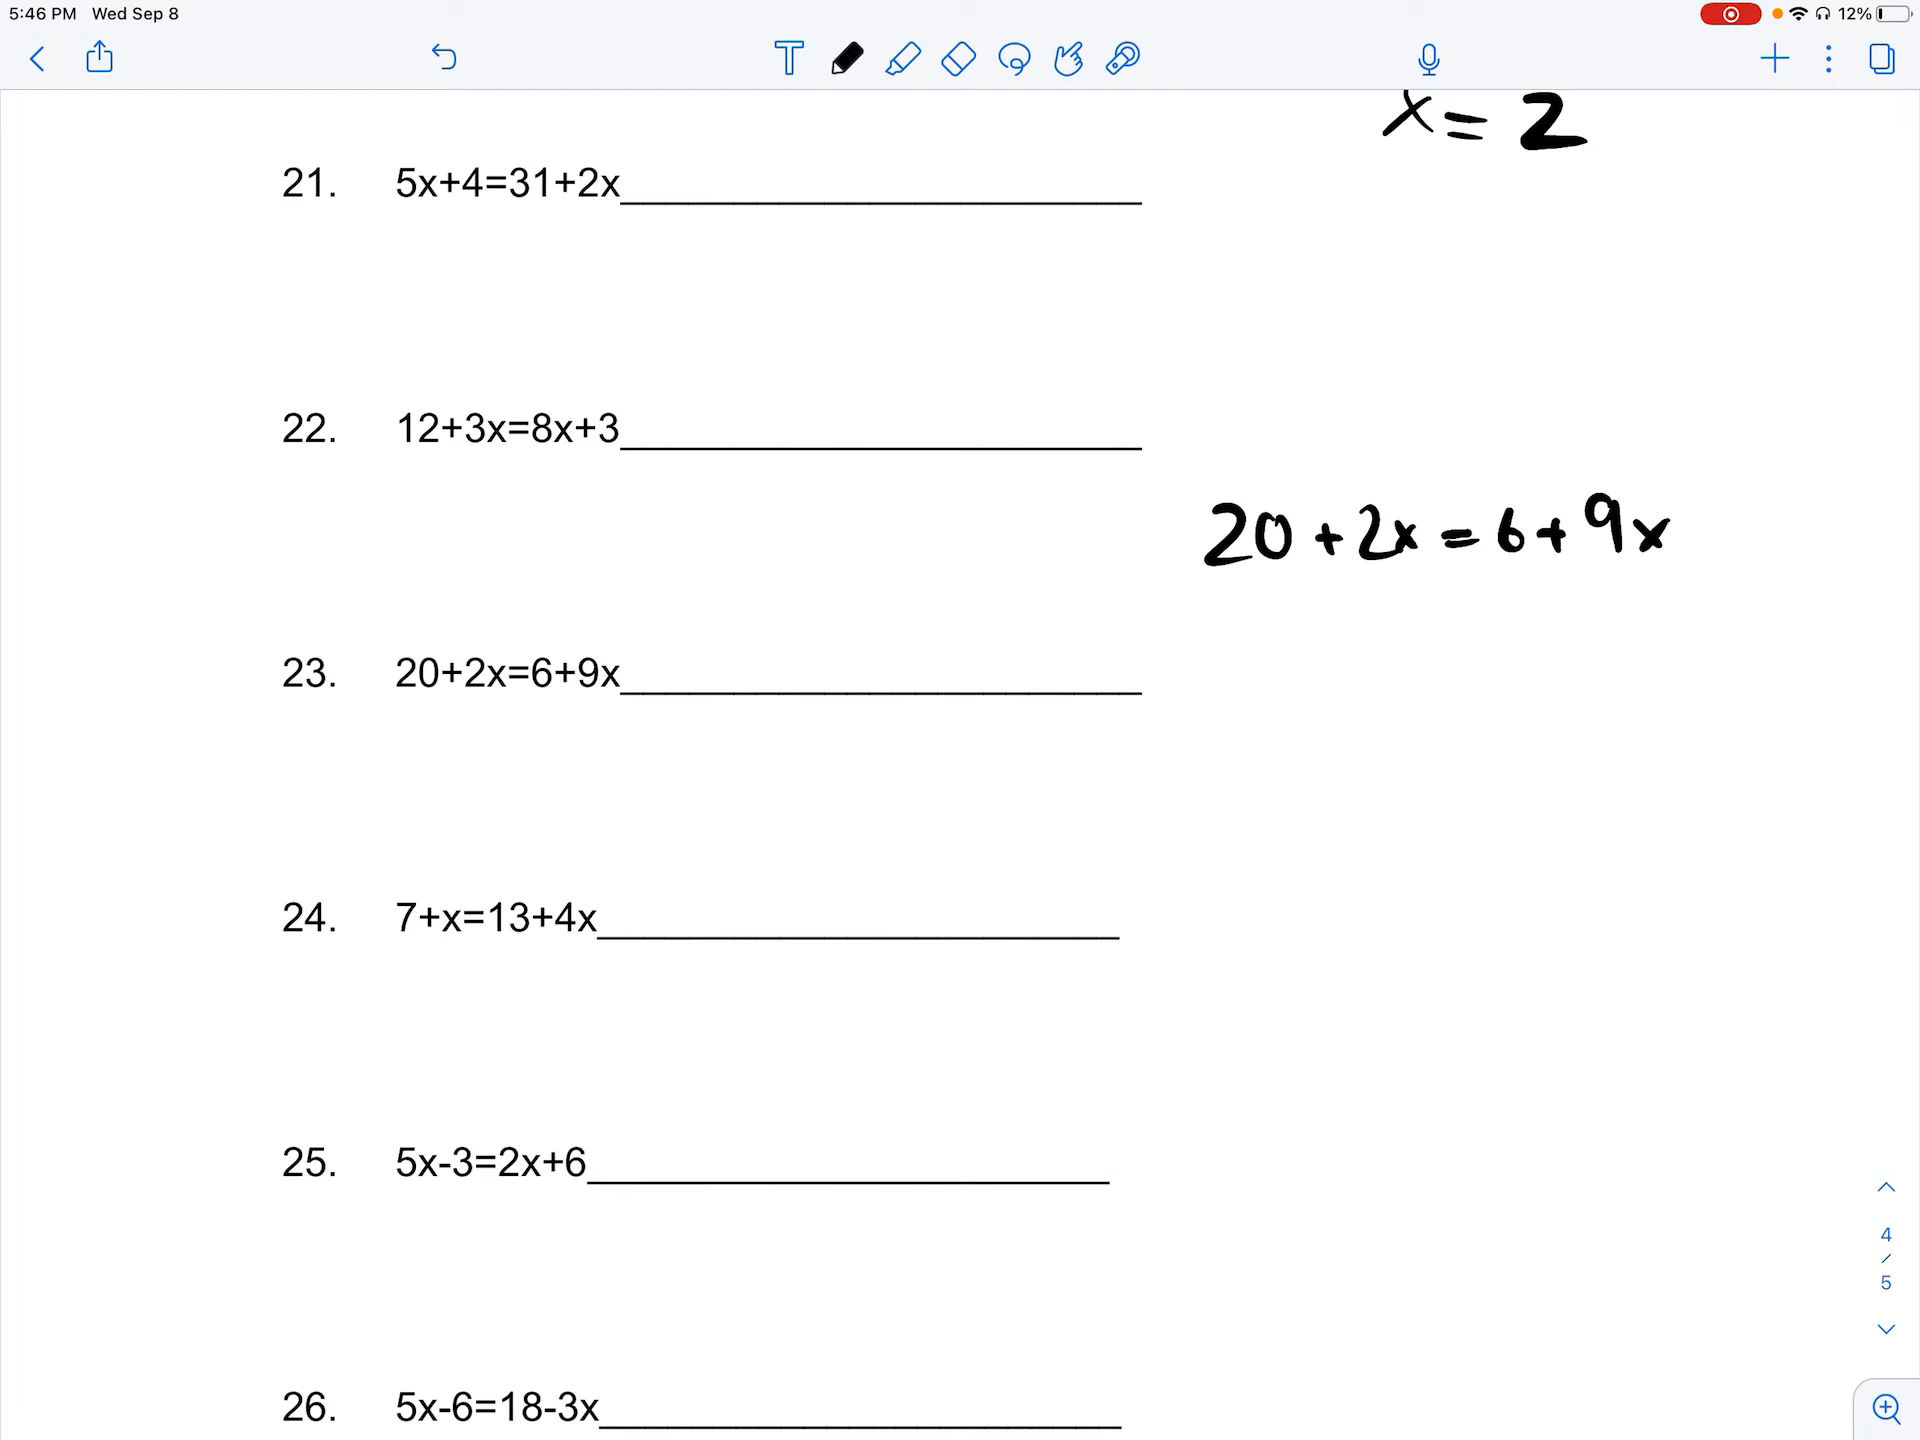 5:46 PM Wed Sep 8 12%
x = 2
21. 5x+4=31+2x
22. 12+3x=8x+3
20 + 2x = 6 + 9x
23. 20+2x=6+9x
24. 7+x=13+4x
25. 5x-3=2x+6
4
/
5
26. 5x-6=18-3x